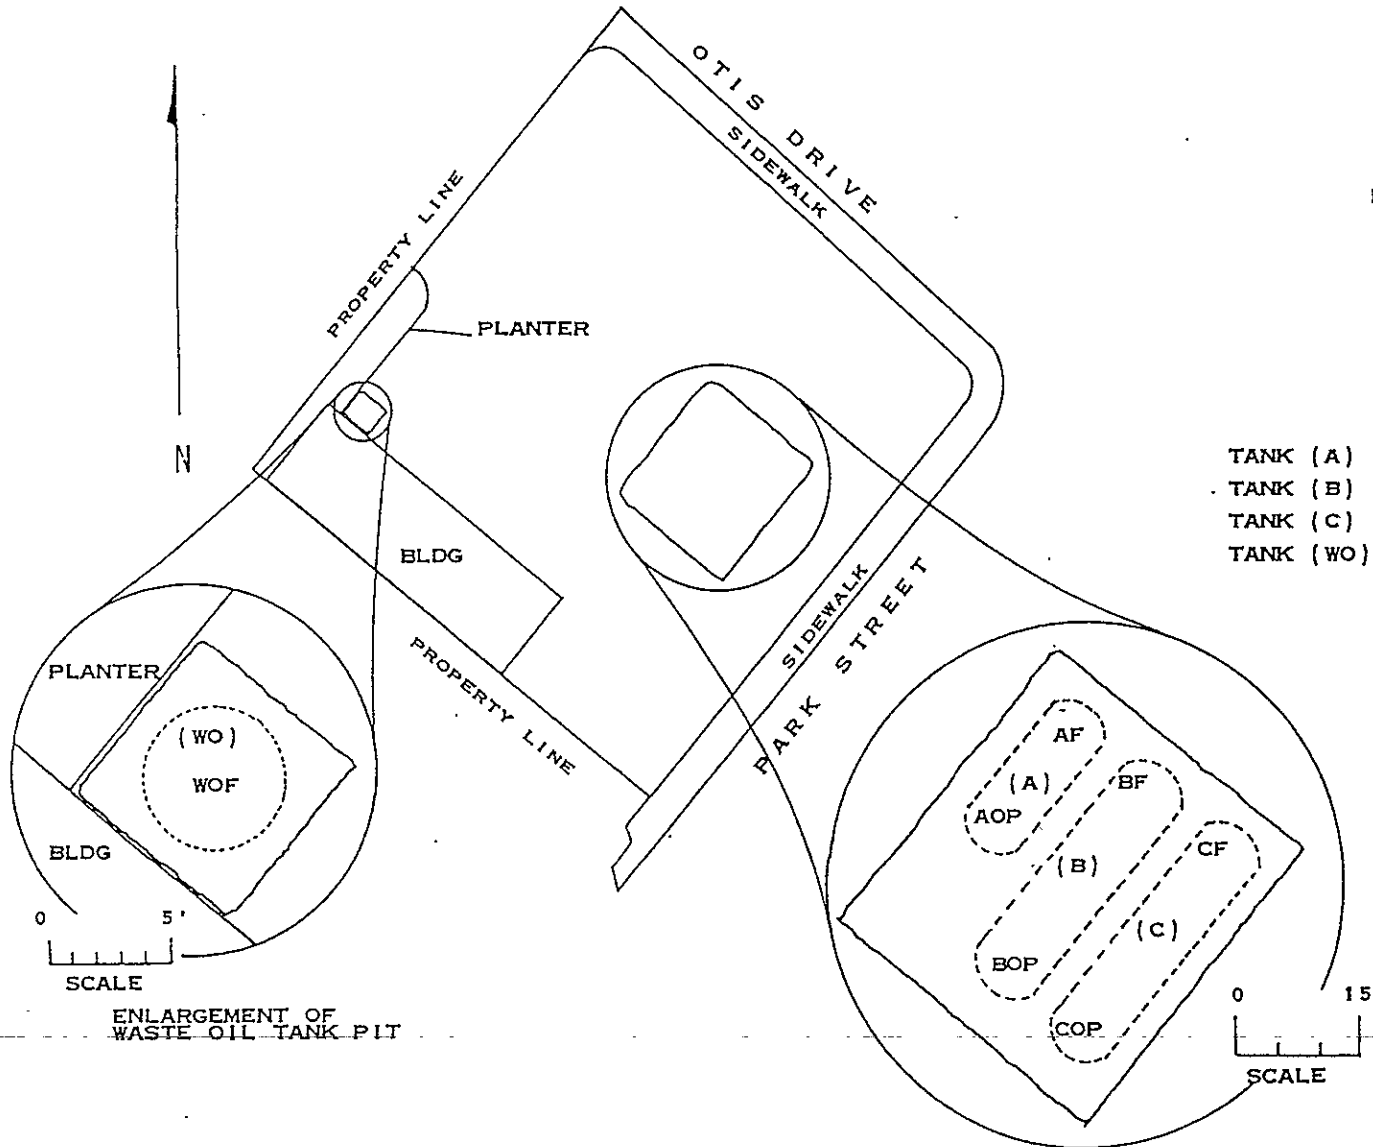 OTIS DRIVE
SIDEWALK
PROPERTY LINE
PLANTER
N
TANK (A)
TANK (B)
TANK (C)
TANK (WO)
BLDG
SIDEWALK
PARK STREET
PROPERTY LINE
PLANTER
(WO)
WOF
BLDG
0 5'
SCALE
ENLARGEMENT OF
WASTE OIL TANK PIT
AF
(A)
BF
AOP
CF
(B)
(C)
BOP
COP
0 15
SCALE